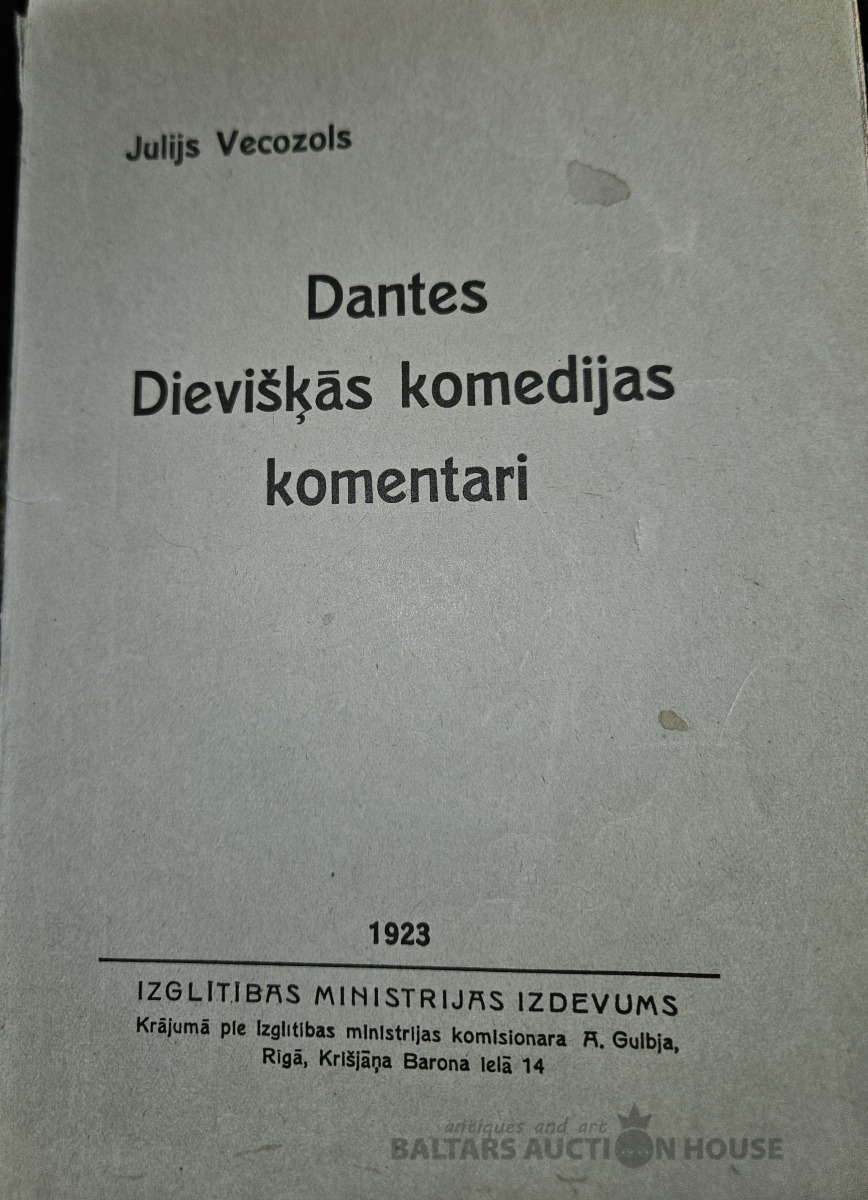 Julijs Vecozols
Dantes
Dievišķās komedijas
komentari
1923
IZGLĪTĪBAS MINISTRIJAS IZDEVUMS
Krājumā pie Izglītības ministrijas komisionara A. Gulbja,
Rigā, Krišjāņa Barona ielā 14
antiques and art
BALTARS AUCTION HOUSE